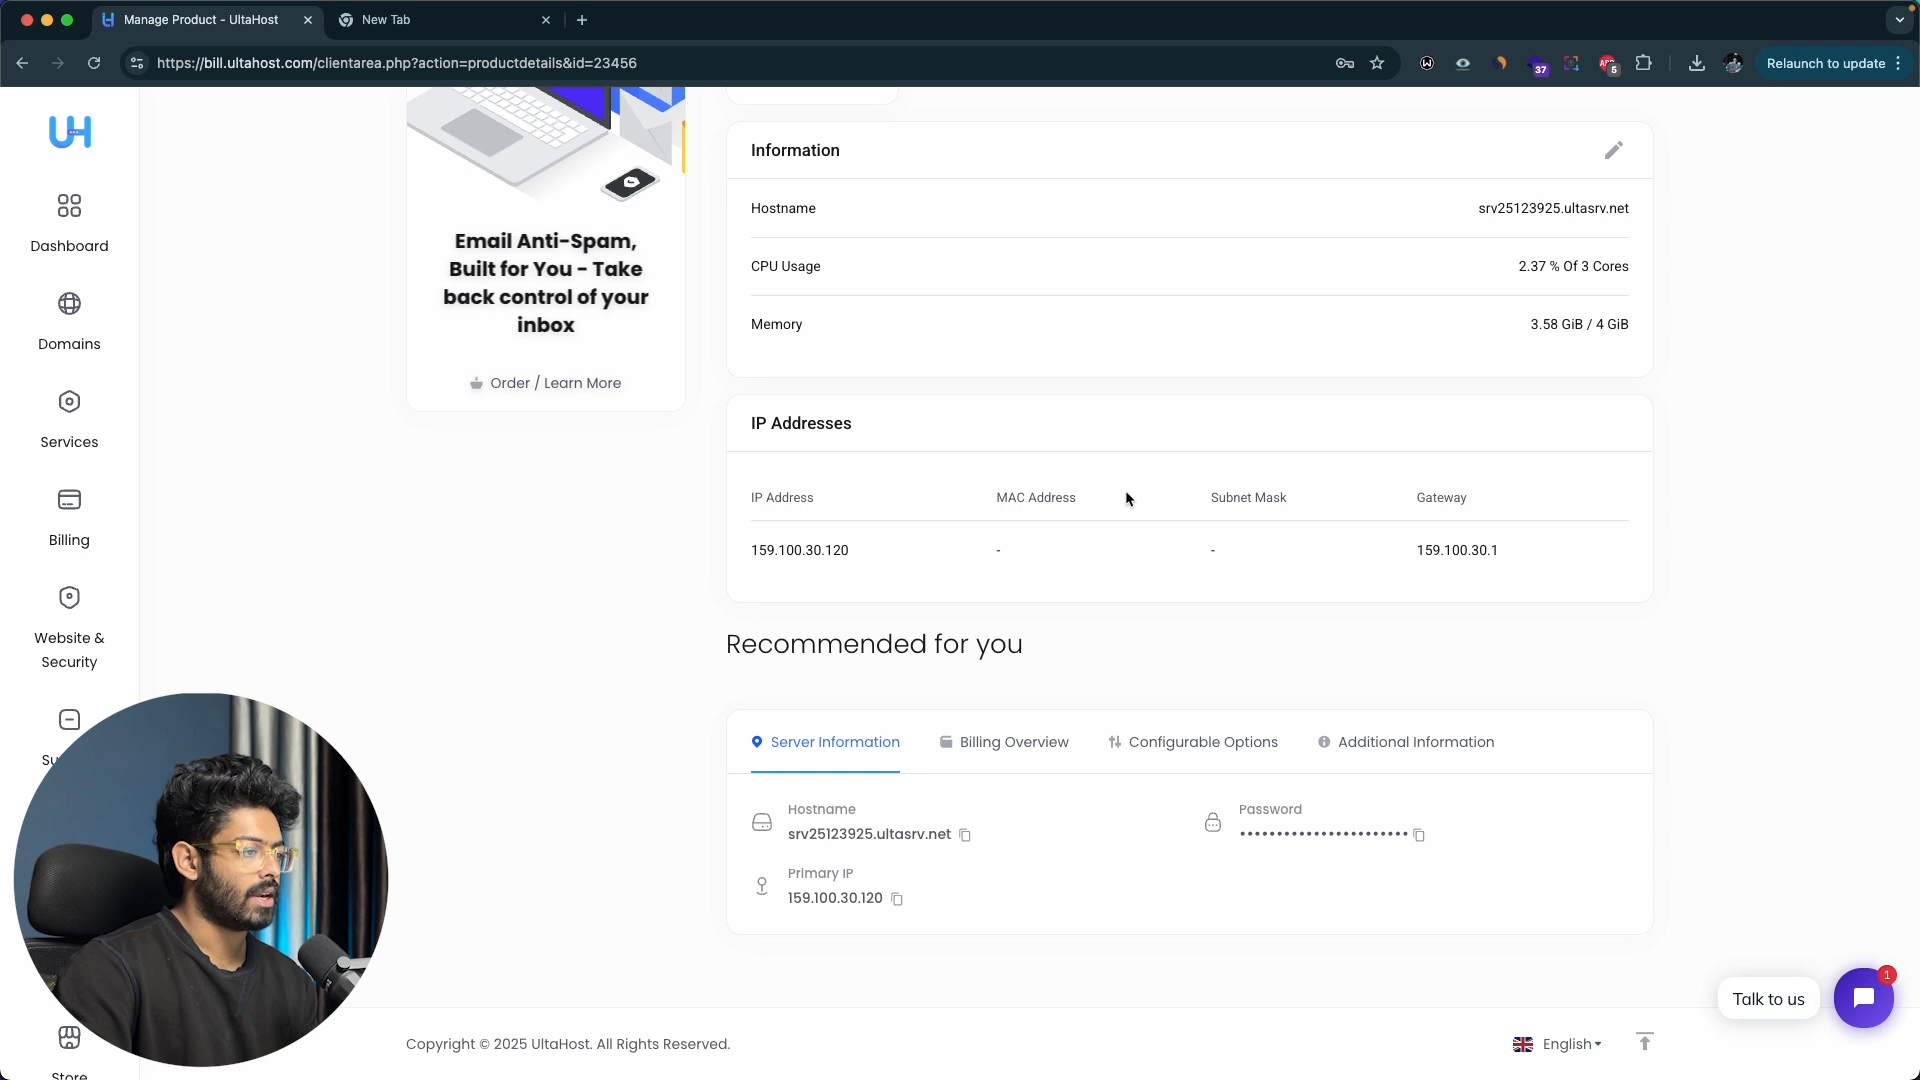 Manage Product - UltaHost
New Tab
https://bill.ultahost.com/clientarea.php?action=productdetails&id=23456
37
5
Relaunch to update
UH
Dashboard
Domains
Services
Billing
Website &
Security
Su
Store
Email Anti-Spam,
Built for You - Take
back control of your
inbox
Order / Learn More
Information
Hostname srv25123925.ultasrv.net
CPU Usage 2.37 % Of 3 Cores
Memory 3.58 GiB / 4 GiB
IP Addresses
IP Address MAC Address Subnet Mask Gateway
159.100.30.120 - - 159.100.30.1
Recommended for you
Server Information Billing Overview Configurable Options Additional Information
Hostname
srv25123925.ultasrv.net
Password
•••••••••••••••••••••••
Primary IP
159.100.30.120
1
Talk to us
Copyright © 2025 UltaHost. All Rights Reserved.
English